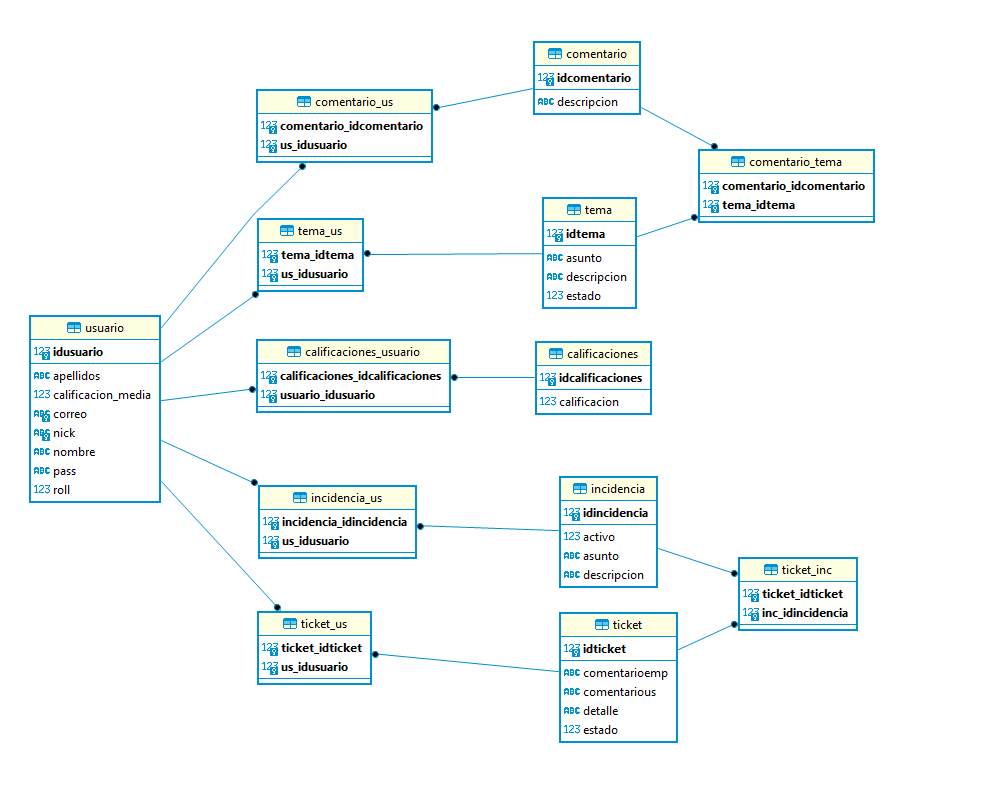 comentario
123 idcomentario
ABC descripcion
comentario_us
123 comentario_idcomentario
123 us_idusuario
comentario_tema
123 comentario_idcomentario
123 tema_idtema
tema
123 idtema
ABC asunto
ABC descripcion
123 estado
tema_us
123 tema_idtema
123 us_idusuario
usuario
123 idusuario
ABC apellidos
123 calificacion_media
ABC correo
ABC nick
ABC nombre
ABC pass
123 roll
calificaciones_usuario
123 calificaciones_idcalificaciones
123 usuario_idusuario
calificaciones
123 idcalificaciones
123 calificacion
incidencia_us
123 incidencia_idincidencia
123 us_idusuario
incidencia
123 idincidencia
123 activo
ABC asunto
ABC descripcion
ticket_inc
123 ticket_idticket
123 inc_idincidencia
ticket_us
123 ticket_idticket
123 us_idusuario
ticket
123 idticket
ABC comentarioemp
ABC comentarious
ABC detalle
123 estado